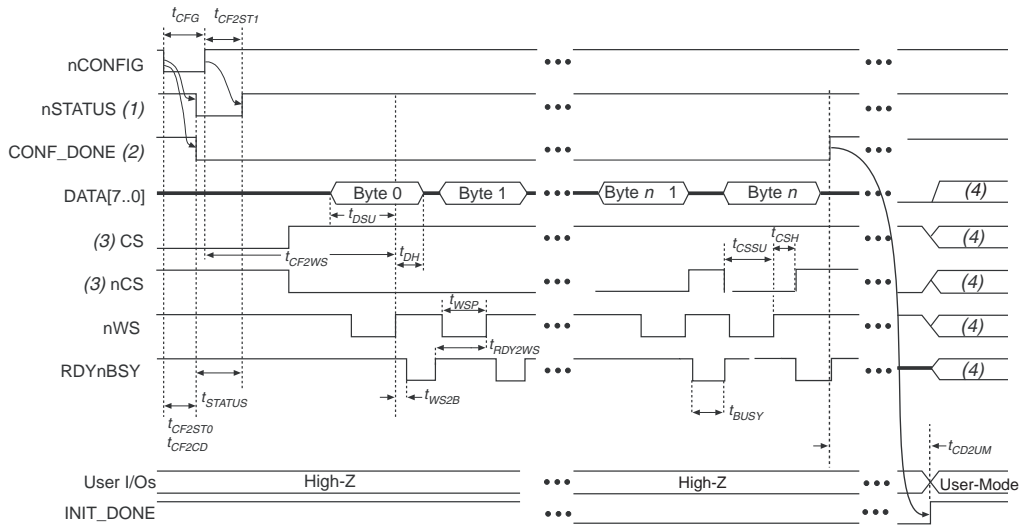 tCFG
tCF2ST1
nCONFIG
nSTATUS (1)
CONF_DONE (2)
DATA[7..0]
Byte 0
Byte 1
Byte n 1
Byte n
(4)
tDSU
(3) CS
tCF2WS
tDH
tCSSU
tCSH
(4)
(3) nCS
(4)
tWSP
nWS
(4)
tRDY2WS
RDYnBSY
(4)
tSTATUS
tWS2B
tBUSY
tCF2ST0
tCF2CD
tCD2UM
User I/Os
High-Z
High-Z
User-Mode
INIT_DONE